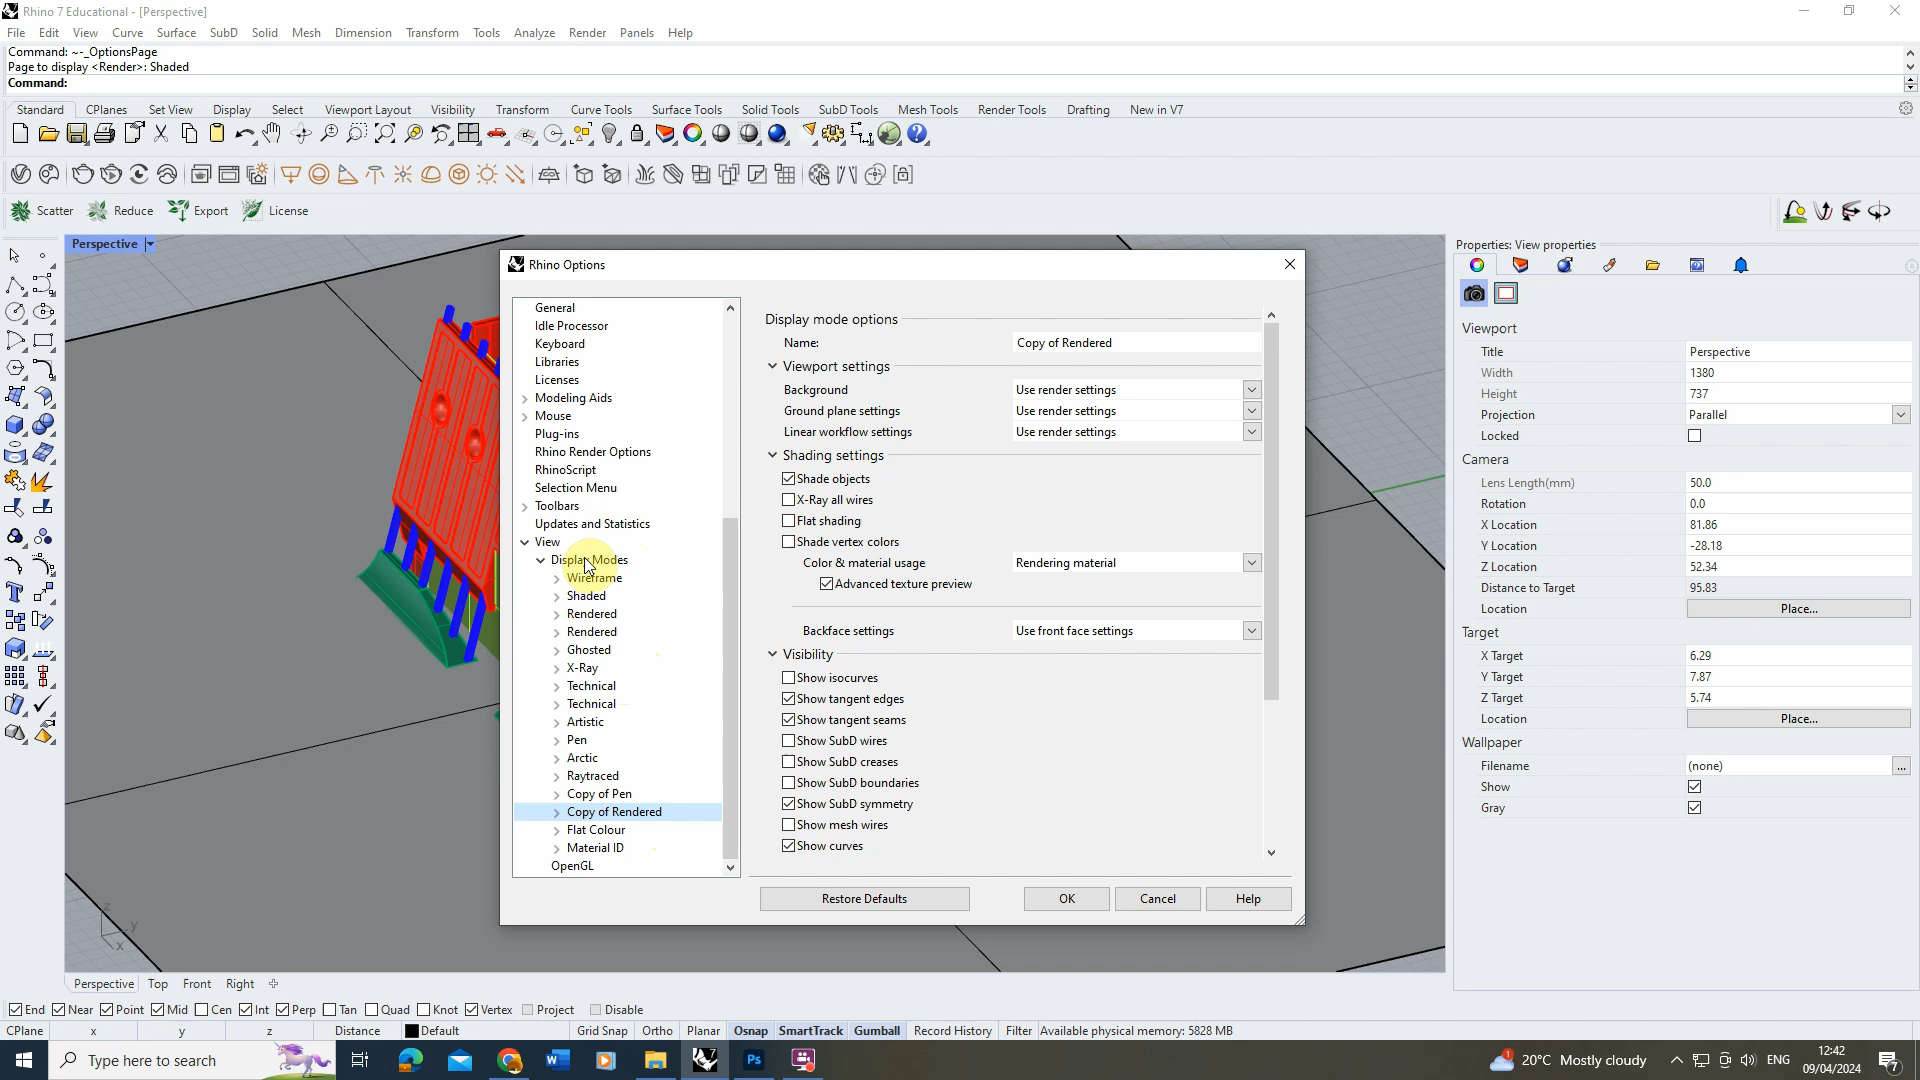 Rhino 7 Educational - [Perspective]
File Edit View Curve Surface SubD Solid Mesh Dimension Transform Tools Analyze Render Panels Help
Command: ~-_OptionsPage
Page to display <Render>: Shaded
Command:
Standard CPlanes Set View Display Select Viewport Layout Visibility Transform Curve Tools Surface Tools Solid Tools SubD Tools Mesh Tools Render Tools Drafting New in V7
Scatter Reduce Export License
Perspective
Rhino Options
General
Idle Processor
Keyboard
Libraries
Licenses
Modeling Aids
Mouse
Plug-ins
Rhino Render Options
RhinoScript
Selection Menu
Toolbars
Updates and Statistics
View
Display Modes
Wireframe
Shaded
Rendered
Rendered
Ghosted
X-Ray
Technical
Technical
Artistic
Pen
Arctic
Raytraced
Copy of Pen
Copy of Rendered
Flat Colour
Material ID
OpenGL
Display mode options
Name: Copy of Rendered
Viewport settings
Background Use render settings
Ground plane settings Use render settings
Linear workflow settings Use render settings
Shading settings
Shade objects
X-Ray all wires
Flat shading
Shade vertex colors
Color & material usage Rendering material
Advanced texture preview
Backface settings Use front face settings
Visibility
Show isocurves
Show tangent edges
Show tangent seams
Show SubD wires
Show SubD creases
Show SubD boundaries
Show SubD symmetry
Show mesh wires
Show curves
Restore Defaults OK Cancel Help
Properties: View properties
Viewport
Title Perspective
Width 1380
Height 737
Projection Parallel
Locked
Camera
Lens Length(mm) 50.0
Rotation 0.0
X Location 81.86
Y Location -28.18
Z Location 52.34
Distance to Target 95.83
Location Place...
Target
X Target 6.29
Y Target 7.87
Z Target 5.74
Location Place...
Wallpaper
Filename (none) ...
Show
Gray
z y x
Perspective Top Front Right
End Near Point Mid Cen Int Perp Tan Quad Knot Vertex Project Disable
CPlane x y z Distance Default Grid Snap Ortho Planar Osnap SmartTrack Gumball Record History Filter Available physical memory: 5828 MB
Type here to search
Ps
20°C Mostly cloudy
ENG
12:42
09/04/2024
7